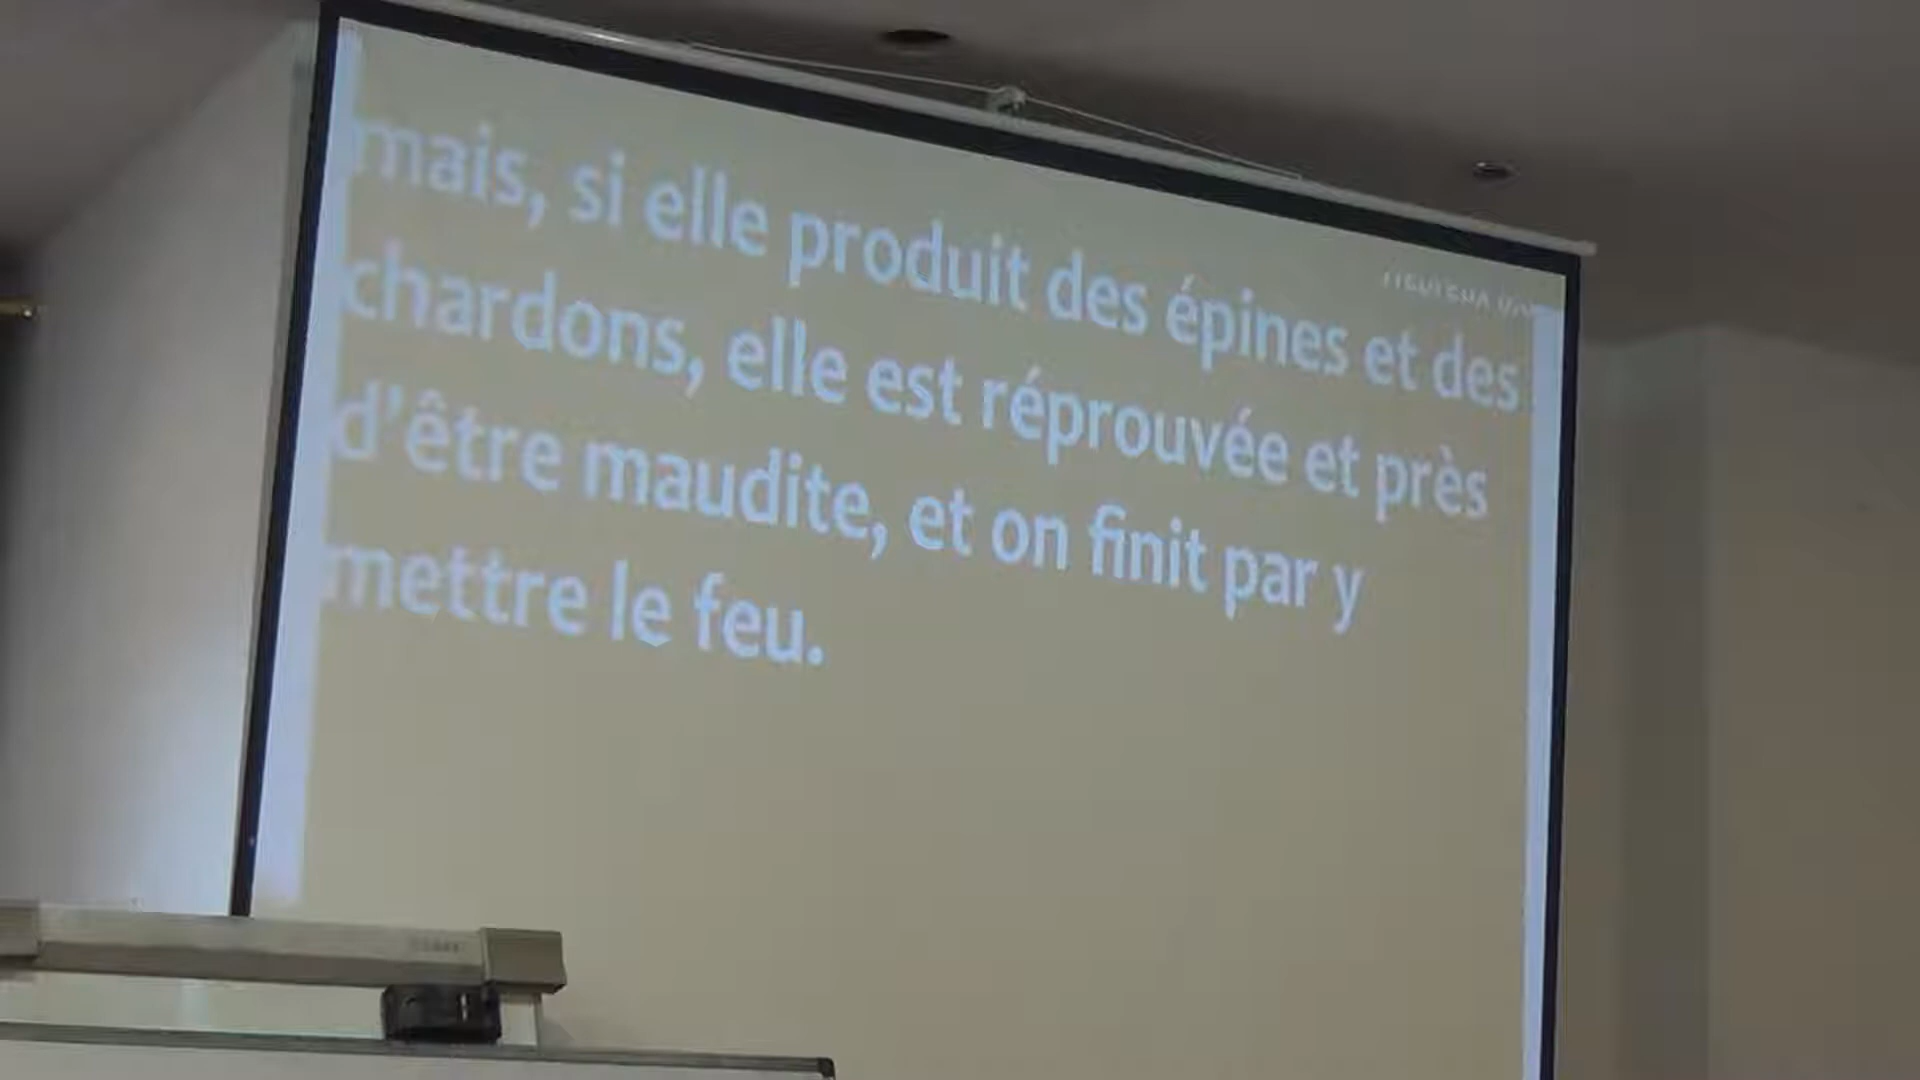 mais, si elle produit des épines et des
chardons, elle est réprouvée et près
d'être maudite, et on finit par y
mettre le feu.